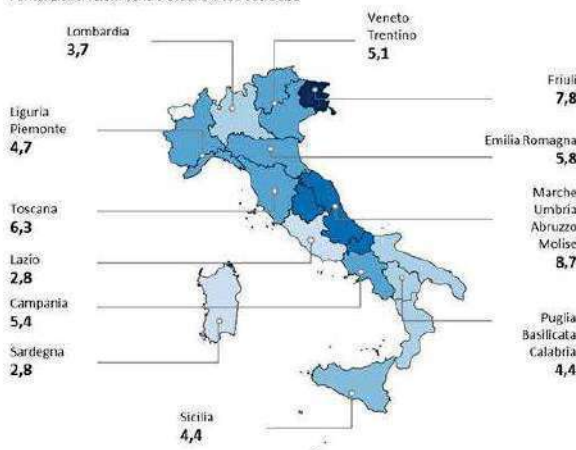 Lombardia
3,7
Veneto
Trentino
5,1
Friuli
7,8
Liguria
Piemonte
4,7
Emilia Romagna
5,8
Marche
Umbria
Abruzzo
Molise
8,7
Toscana
6,3
Lazio
2,8
Campania
5,4
Sardegna
2,8
Puglia
Basilicata
Calabria
4,4
Sicilia
4,4